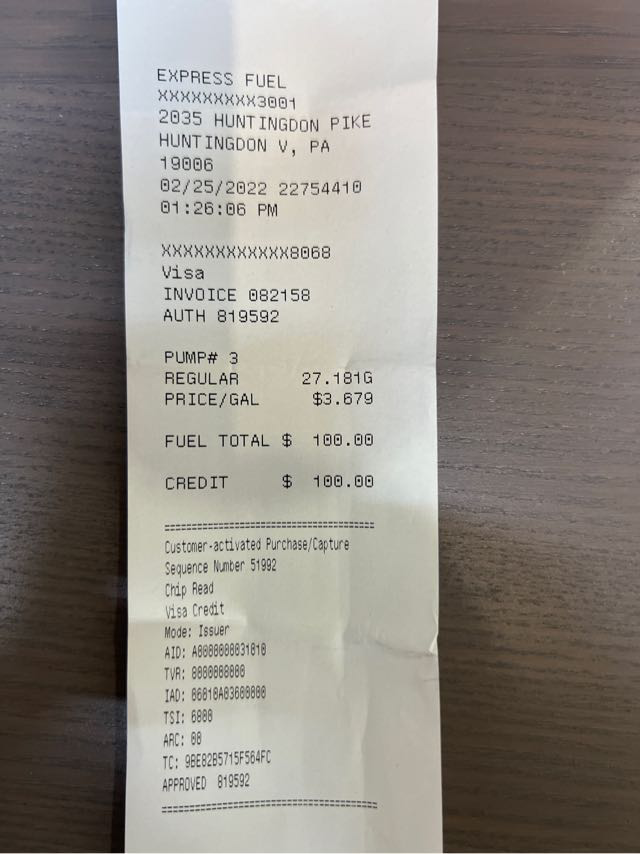 EXPRESS FUEL
XXXXXXXXX3001
2035 HUNTINGDON PIKE
HUNTINGDON V, PA
19006
02/25/2022 22754410
01:26:06 PM
XXXXXXXXXXXX8068
Visa
INVOICE 082158
AUTH 819592
PUMP# 3
REGULAR 27.181G
PRICE/GAL $3.679
FUEL TOTAL $ 100.00
CREDIT $ 100.00
=======================================
Customer-activated Purchase/Capture
Sequence Number 51992
Chip Read
Visa Credit
Mode: Issuer
AID: A0000000031010
TVR: 8080008000
IAD: 06010A03600000
TSI: 6800
ARC: 00
TC: 9BE82B5715F564FC
APPROVED 819592
=======================================